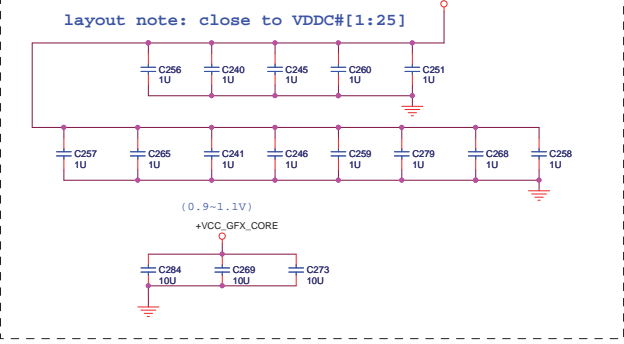 layout note: close to VDDC#[1:25]
C256 C240 C245 C260 C251
1U 1U 1U 1U 1U
C257 C265 C241 C246 C259 C279 C268 C258
1U 1U 1U 1U 1U 1U 1U 1U
(0.9~1.1V)
+VCC_GFX_CORE
C284 C269 C273
10U 10U 10U